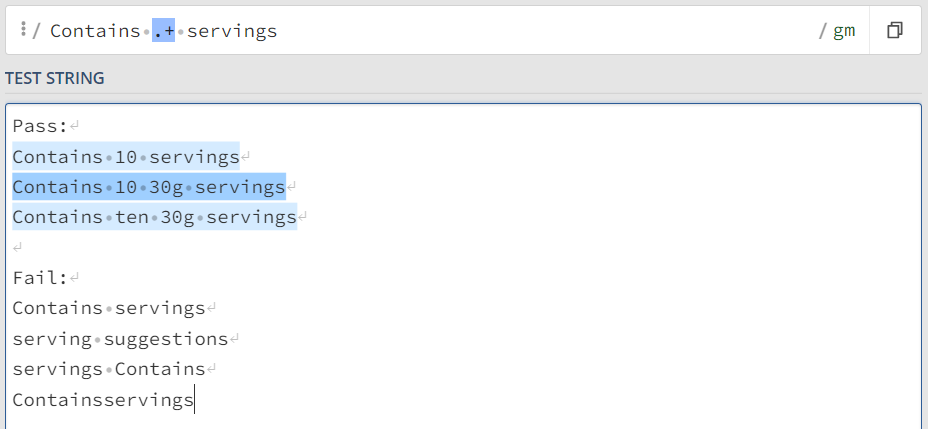 / Contains·.+·servings / gm
TEST STRING
Pass:↵
Contains·10·servings↵
Contains·10·30g·servings↵
Contains·ten·30g·servings↵
↵
Fail:↵
Contains·servings↵
serving·suggestions↵
servings·Contains↵
Containsservings